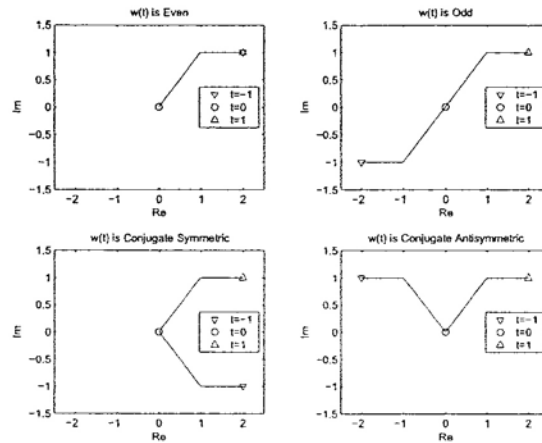 w(t) is Even
1.5
1
0.5
0
-0.5
-1
-1.5
Im
-2 -1 0 1 2
Re
t=-1
t=0
t=1
w(t) is Odd
1.5
1
0.5
0
-0.5
-1
-1.5
Im
-2 -1 0 1 2
Re
t=-1
t=0
t=1
w(t) is Conjugate Symmetric
1.5
1
0.5
0
-0.5
-1
-1.5
Im
-2 -1 0 1 2
Re
t=-1
t=0
t=1
w(t) is Conjugate Antisymmetric
1.5
1
0.5
0
-0.5
-1
-1.5
Im
-2 -1 0 1 2
Re
t=-1
t=0
t=1